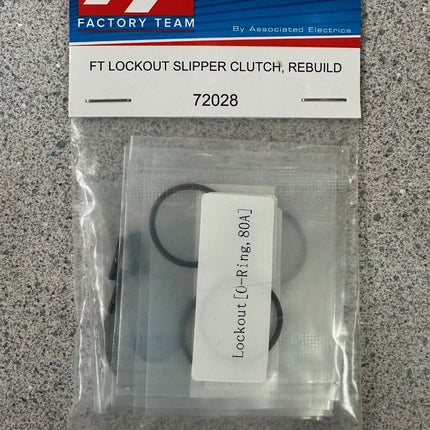 FACTORY TEAM
By Associated Electrics
FT LOCKOUT SLIPPER CLUTCH, REBUILD
72028
Lockout[O-Ring,80A]